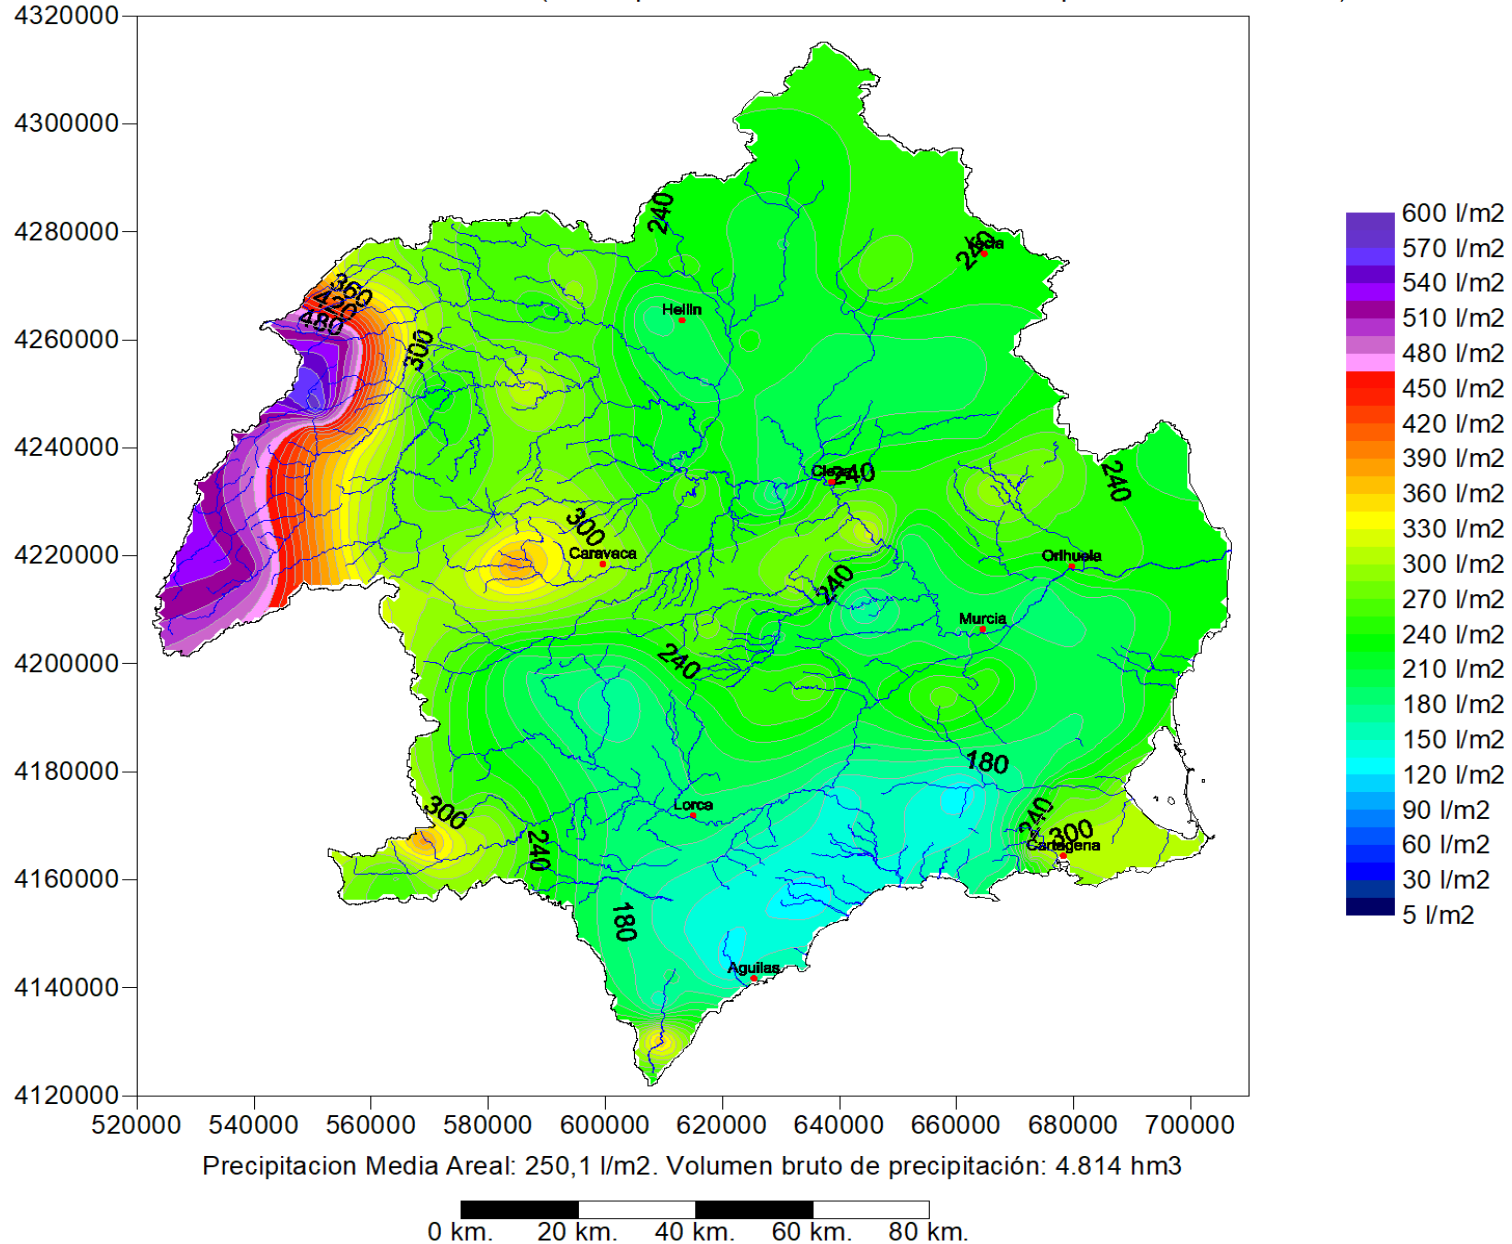 4320000
4300000
4280000
4260000
4240000
4220000
4200000
4180000
4160000
4140000
4120000
520000 540000 560000 580000 600000 620000 640000 660000 680000 700000
240
240
Yecla
360
420
480
300
Hellin
Cieza
240
240
300
Caravaca
Orihuela
240
Murcia
240
180
300
Lorca
240
240
300
Cartagena
180
Aguilas
600 l/m2
570 l/m2
540 l/m2
510 l/m2
480 l/m2
450 l/m2
420 l/m2
390 l/m2
360 l/m2
330 l/m2
300 l/m2
270 l/m2
240 l/m2
210 l/m2
180 l/m2
150 l/m2
120 l/m2
90 l/m2
60 l/m2
30 l/m2
5 l/m2
Precipitacion Media Areal: 250,1 l/m2. Volumen bruto de precipitación: 4.814 hm3
0 km. 20 km. 40 km. 60 km. 80 km.